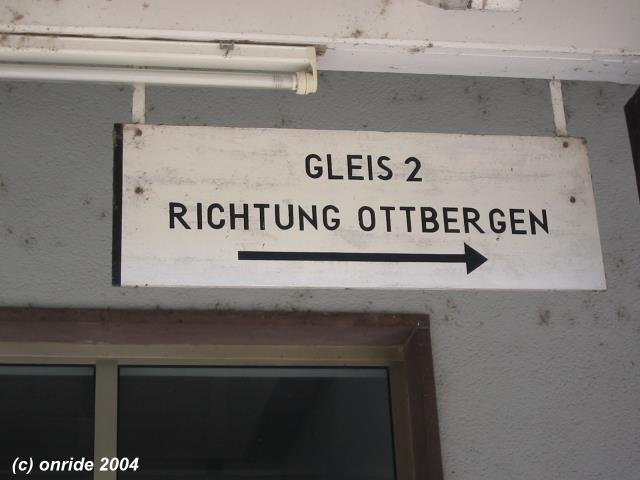 GLEIS 2
RICHTUNG OTTBERGEN
(c) onride 2004